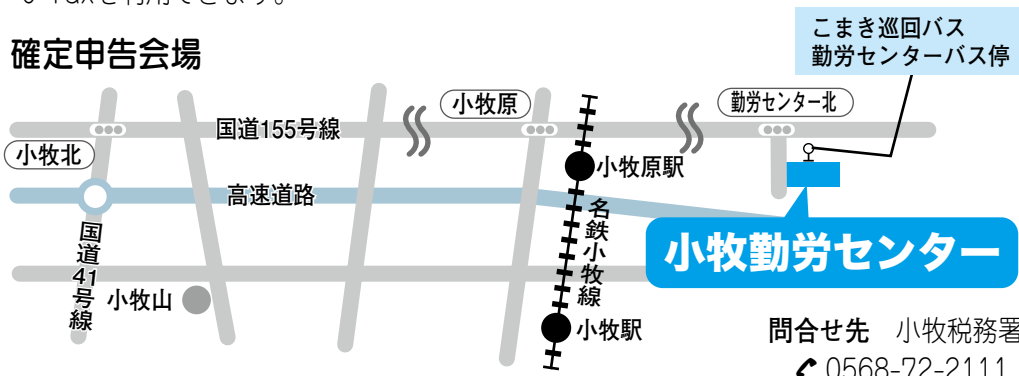 確定申告会場
こまき巡回バス
勤労センターバス停
小牧原
勤労センター北
国道155号線
小牧北
小牧原駅
高速道路
名鉄小牧線
国道41号線
小牧勤労センター
小牧山
小牧駅
問合せ先　小牧税務署
0568-72-2111